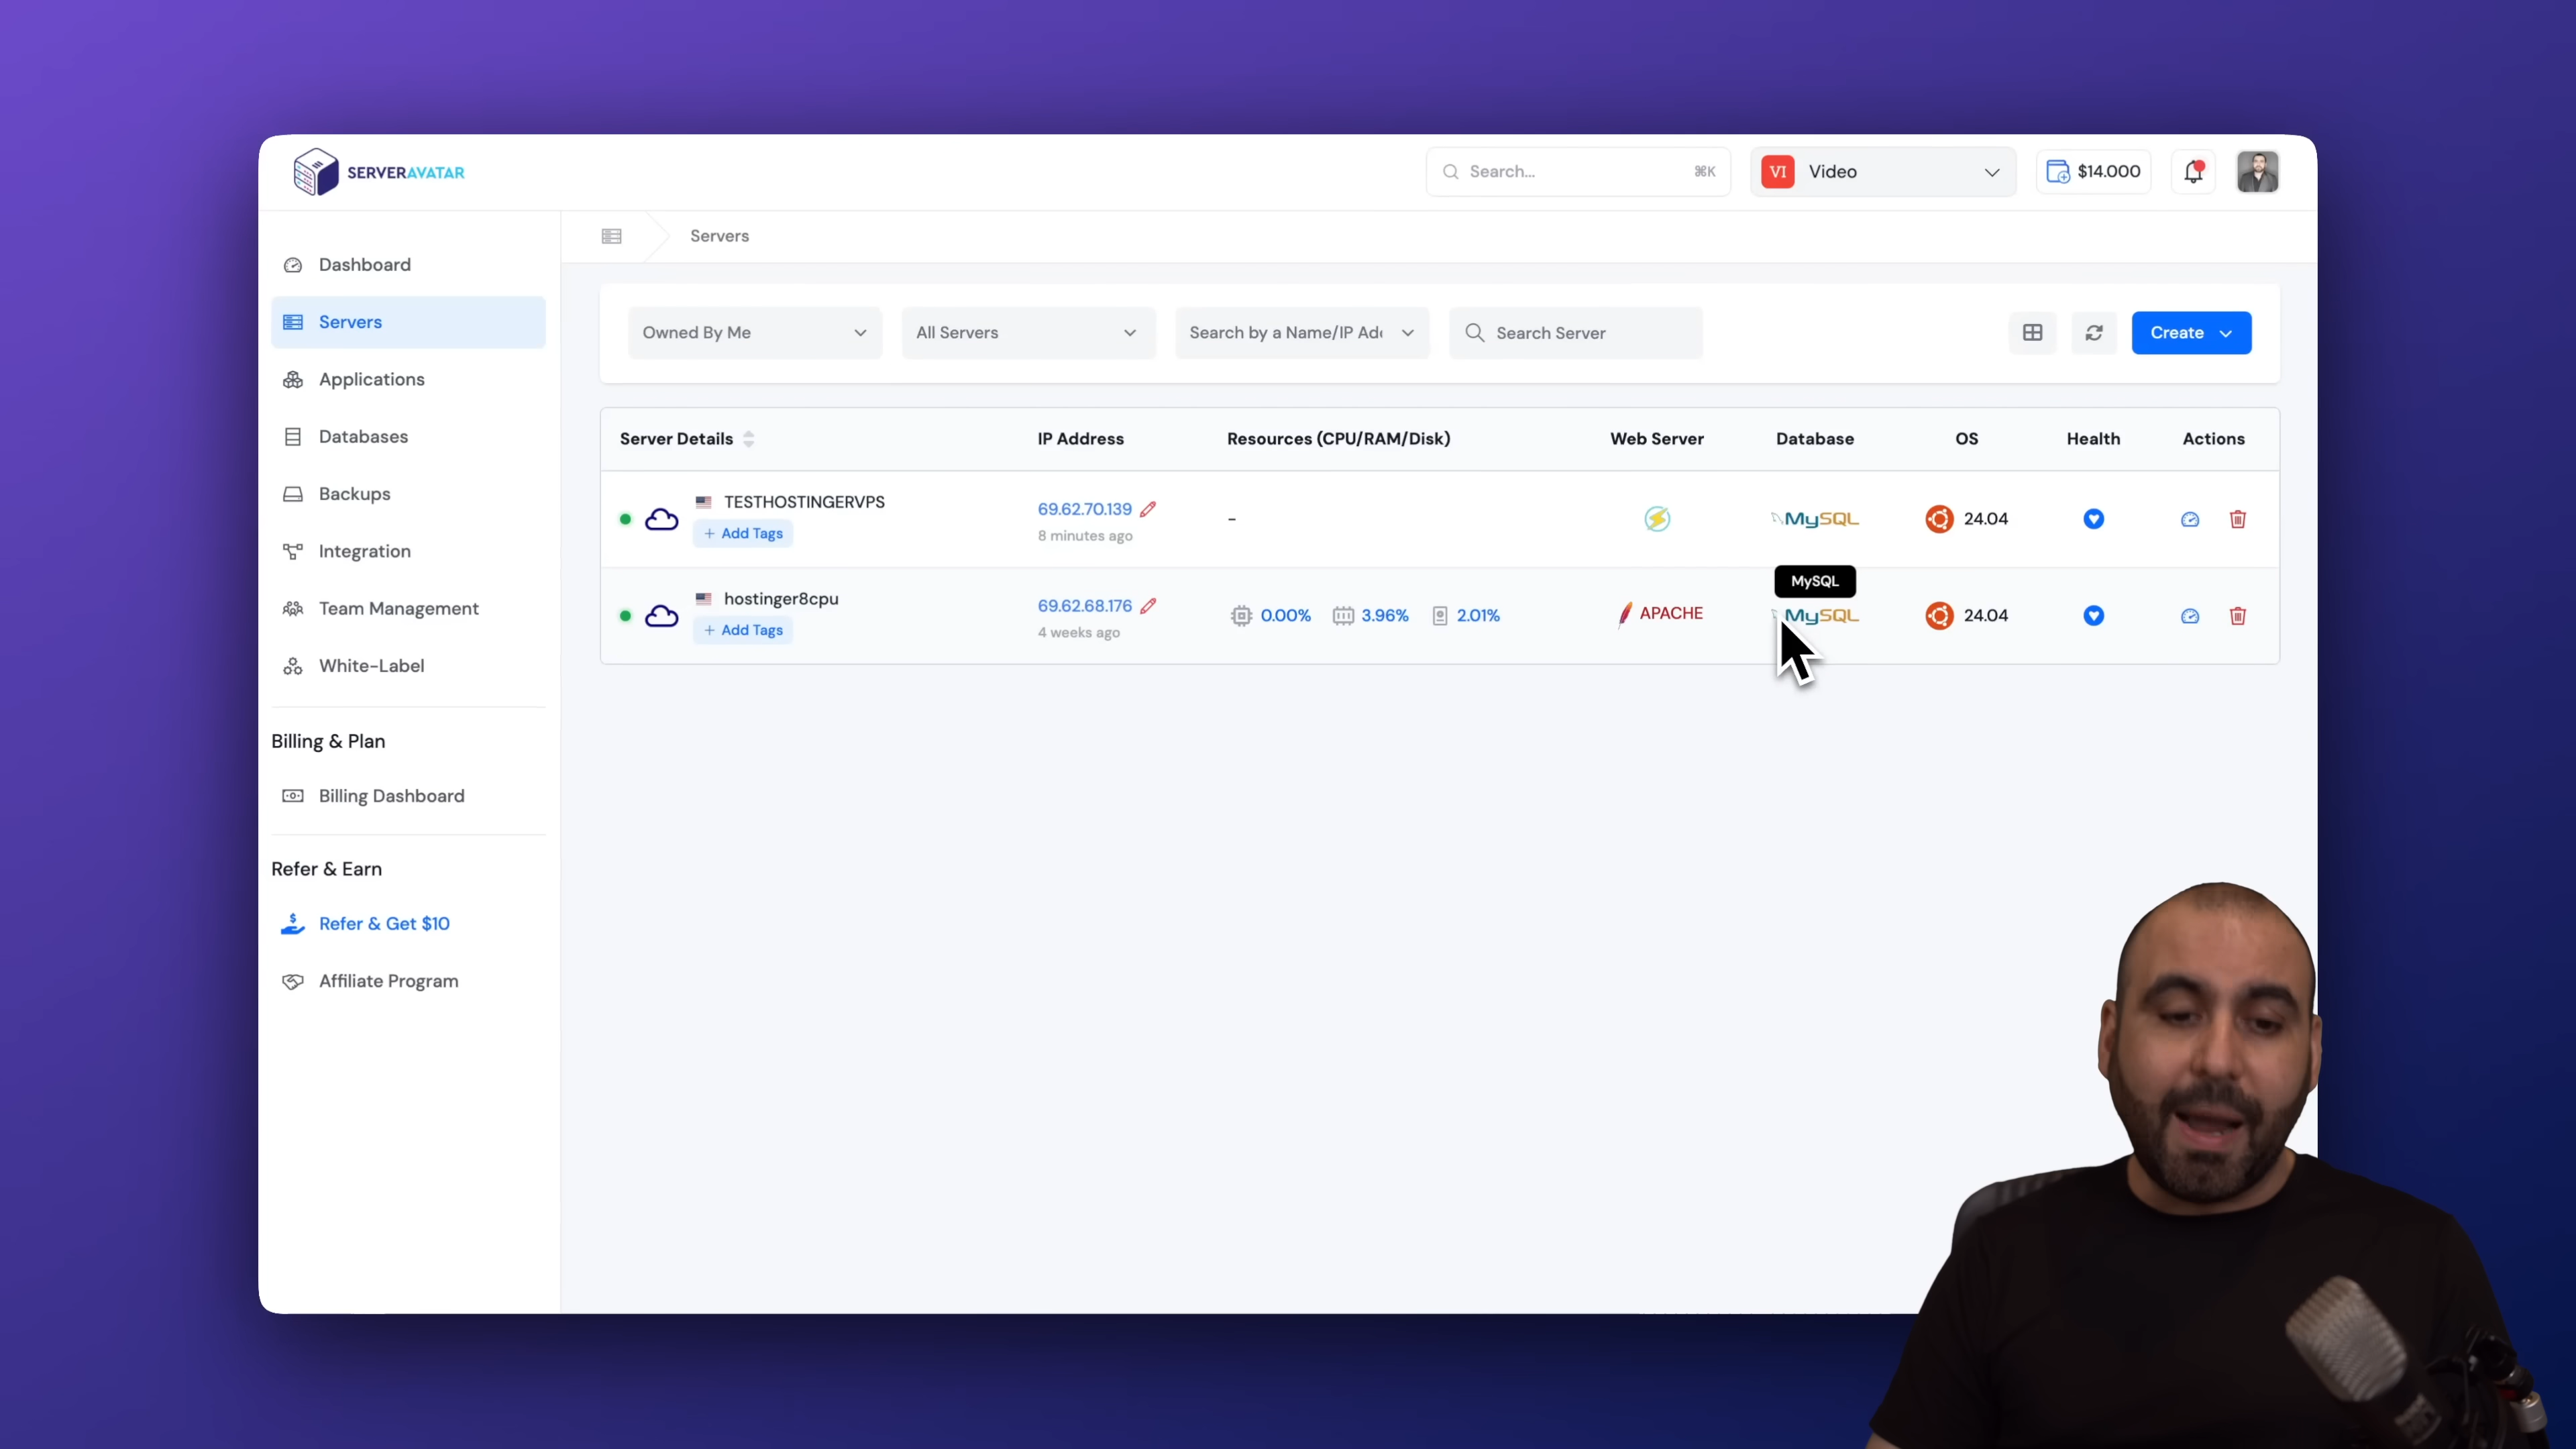 SERVERAVATAR
Search...
⌘K
VI
Video
$14.000
Dashboard
Servers
Applications
Databases
Backups
Integration
Team Management
White-Label
Billing & Plan
Billing Dashboard
Refer & Earn
Refer & Get $10
Affiliate Program
Servers
Owned By Me
All Servers
Search by a Name/IP Add
Search Server
Create
Server Details
IP Address
Resources (CPU/RAM/Disk)
Web Server
Database
OS
Health
Actions
TESTHOSTINGERVPS
+ Add Tags
69.62.70.139
8 minutes ago
-
MySQL
24.04
MySQL
hostinger8cpu
+ Add Tags
69.62.68.176
4 weeks ago
0.00%
3.96%
2.01%
APACHE
MySQL
24.04